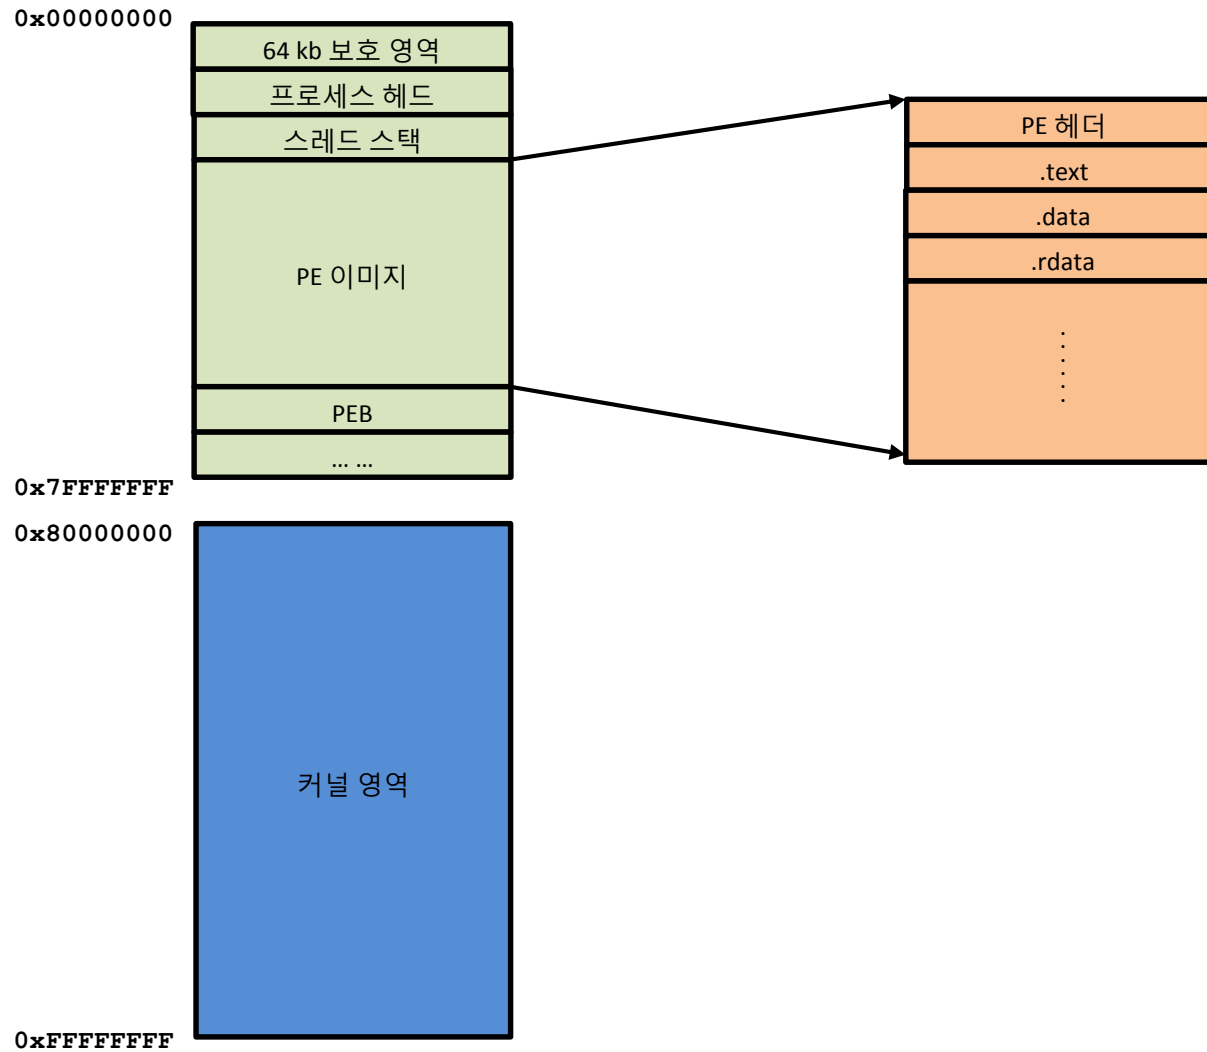 0x00000000
64 kb 보호 영역
프로세스 헤드
스레드 스택
PE 이미지
PEB
... ...
0x7FFFFFFF
PE 헤더
.text
.data
.rdata
. . . . . .
0x80000000
커널 영역
0xFFFFFFFF